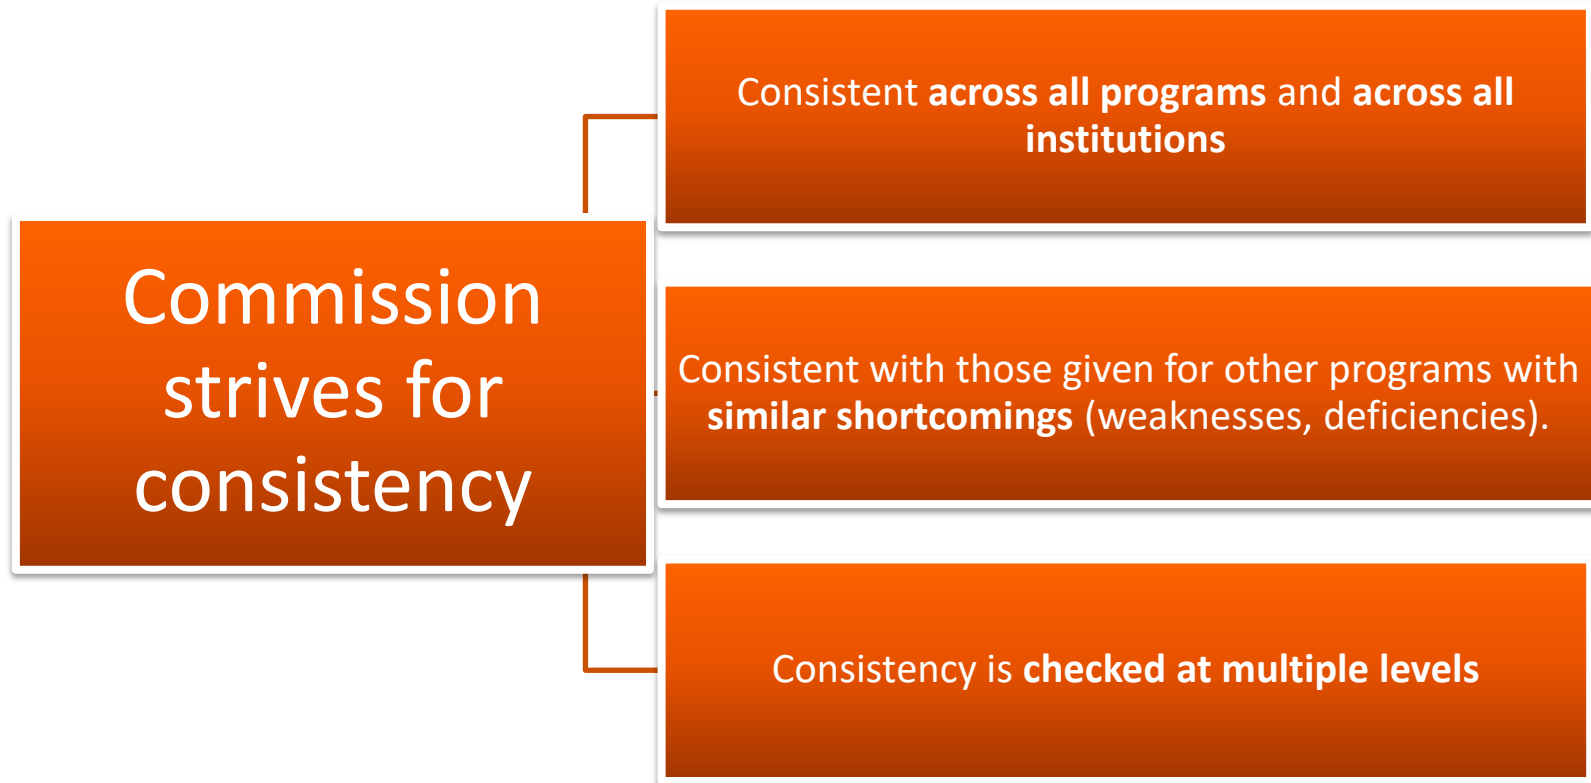 Commission
strives for
consistency
Consistent across all programs and across all
institutions
Consistent with those given for other programs with
similar shortcomings (weaknesses, deficiencies).
Consistency is checked at multiple levels